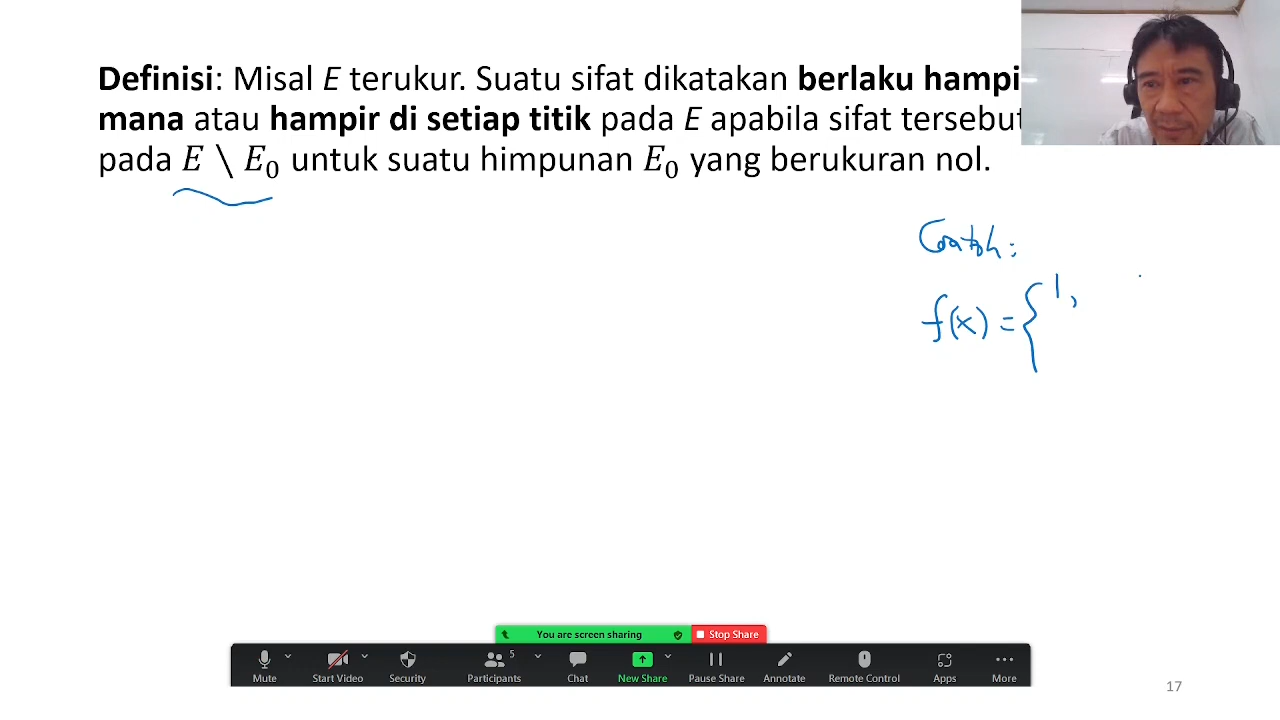 Definisi: Misal E terukur. Suatu sifat dikatakan berlaku hampi
mana atau hampir di setiap titik pada E apabila sifat tersebut
pada E \ E₀ untuk suatu himpunan E₀ yang berukuran nol.
Contoh:
f(x) = { 1,
You are screen sharing Stop Share
Mute Start Video Security Participants 5 Chat New Share Pause Share Annotate Remote Control Apps More
17